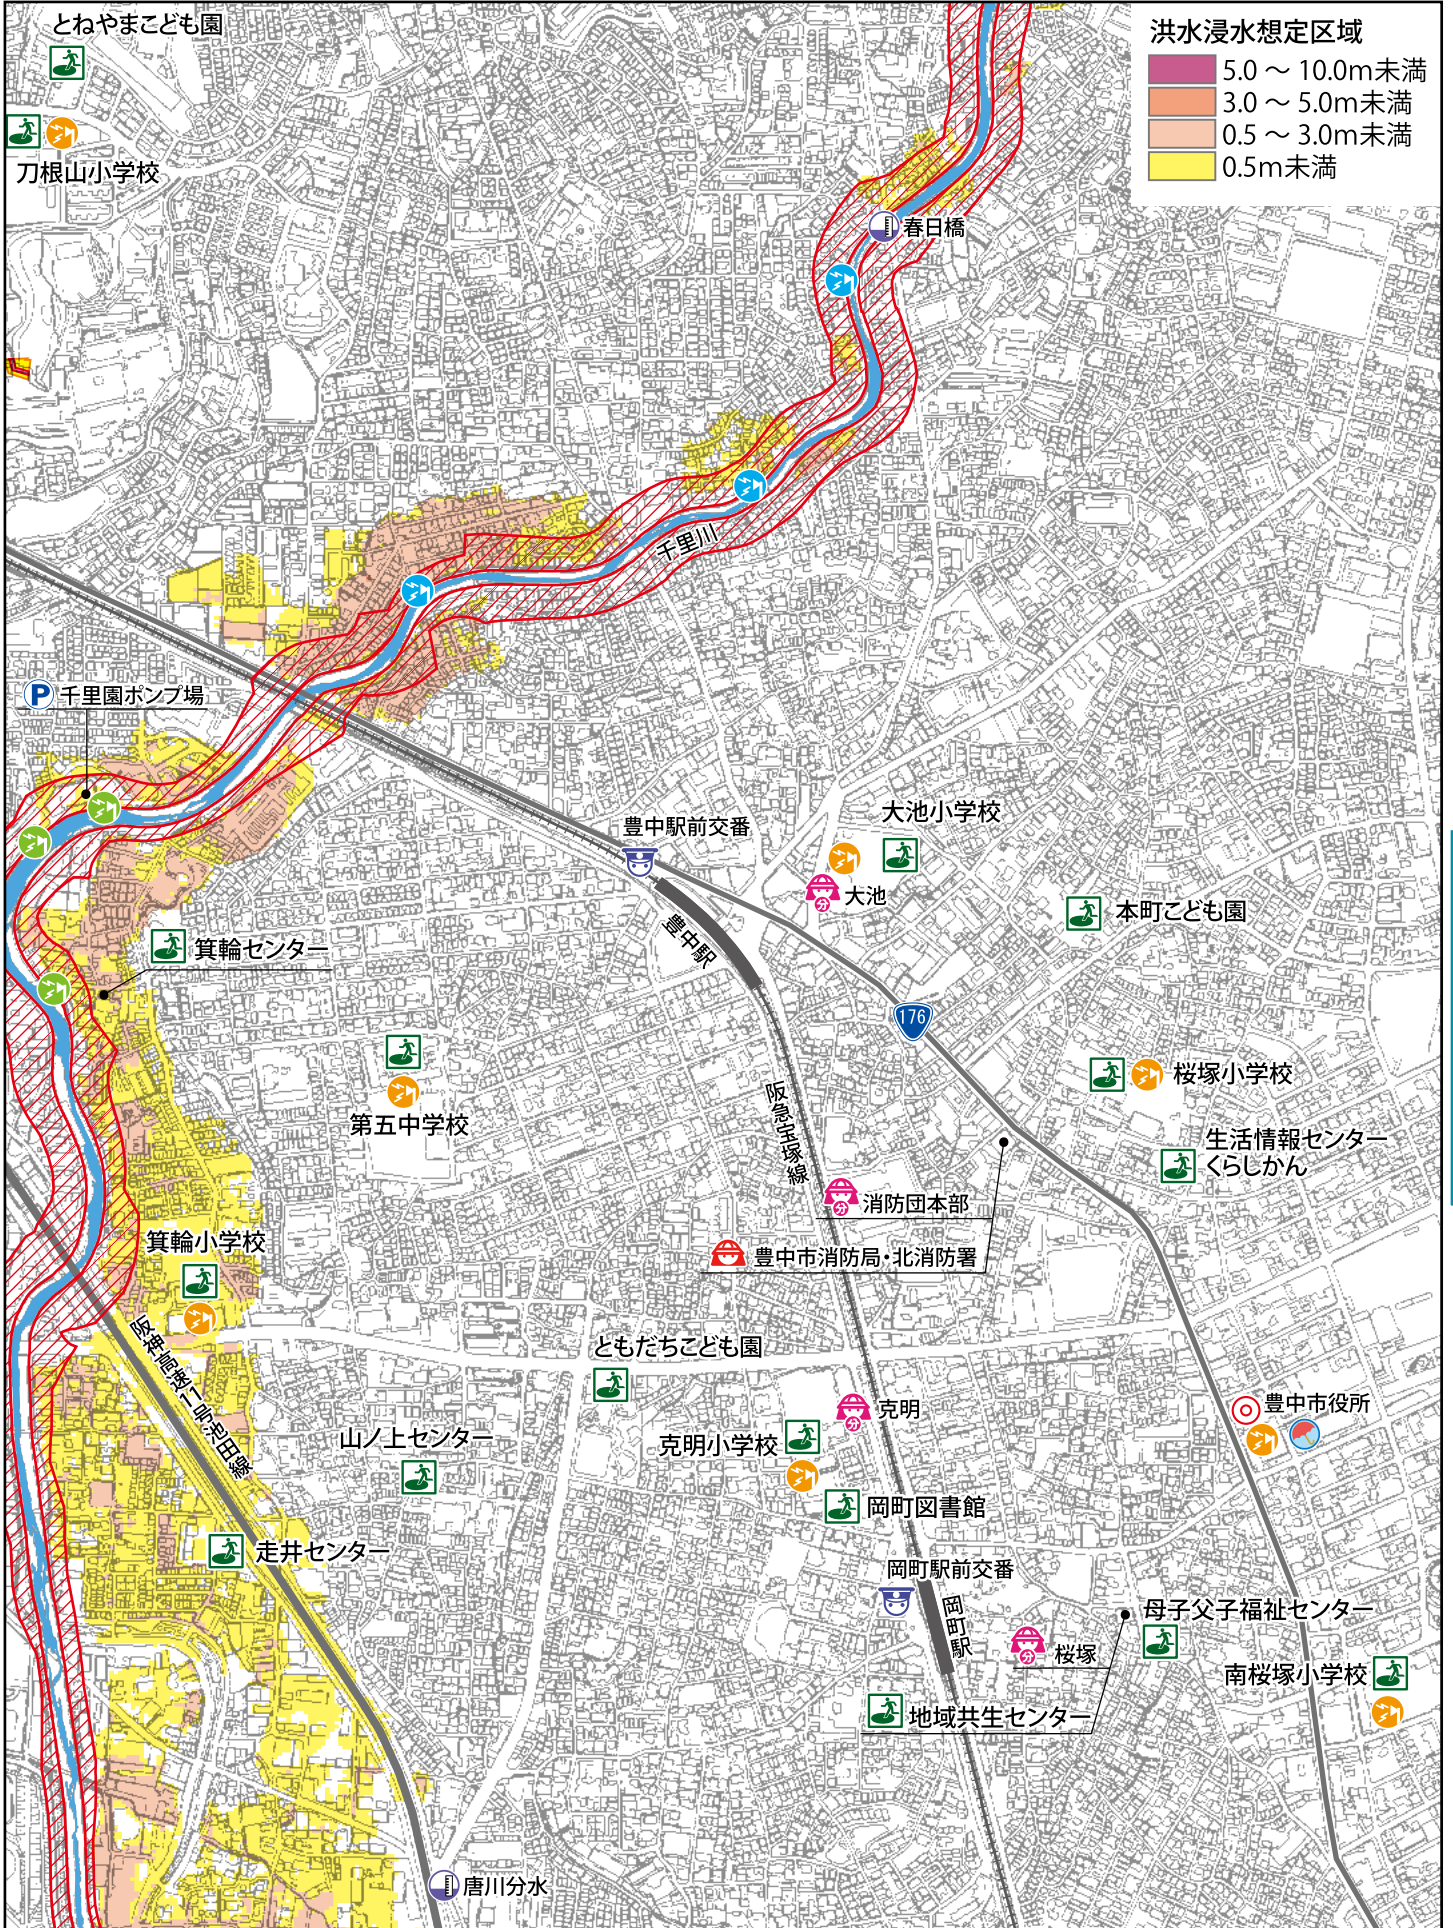 とねやまこども園
刀根山小学校
洪水浸水想定区域
5.0 ～ 10.0m未満
3.0 ～ 5.0m未満
0.5 ～ 3.0m未満
0.5m未満
春日橋
千里川
P 千里園ポンプ場
豊中駅前交番
大池小学校
分 大池
豊中駅
本町こども園
箕輪センター
176
第五中学校
阪急宝塚線
桜塚小学校
生活情報センター
くらしかん
分 消防団本部
豊中市消防局・北消防署
箕輪小学校
阪神高速11号池田線
ともだちこども園
豊中市役所
分 克明
克明小学校
山ノ上センター
岡町図書館
走井センター
岡町駅前交番
岡町駅
母子父子福祉センター
分 桜塚
南桜塚小学校
地域共生センター
唐川分水